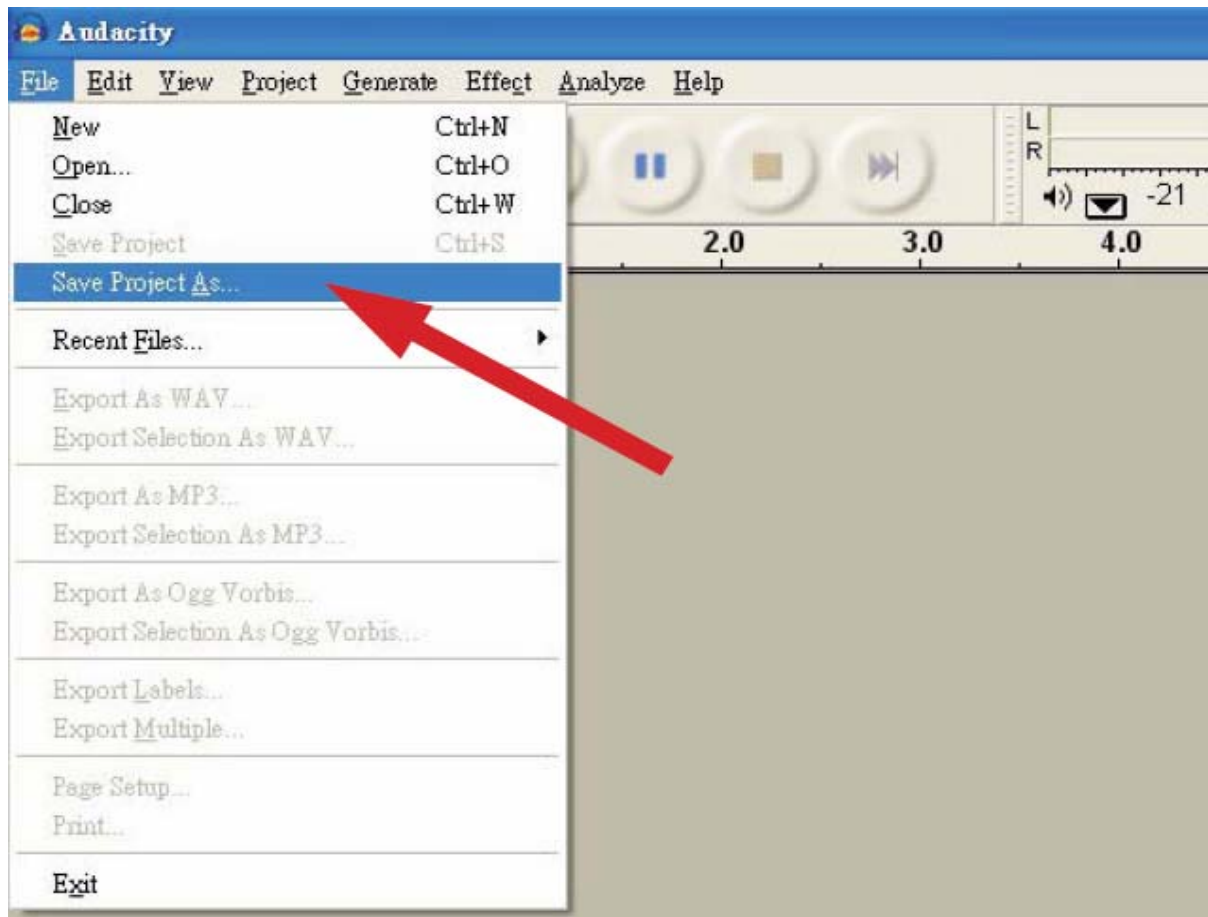 Audacity
File Edit View Project Generate Effect Analyze Help
New Ctrl+N
Open... Ctrl+O
Close Ctrl+W
Save Project Ctrl+S
Save Project As...
Recent Files...
Export As WAV...
Export Selection As WAV...
Export As MP3...
Export Selection As MP3...
Export As Ogg Vorbis...
Export Selection As Ogg Vorbis...
Export Labels...
Export Multiple...
Page Setup...
Print...
Exit
L
R
-21
2.0 3.0 4.0